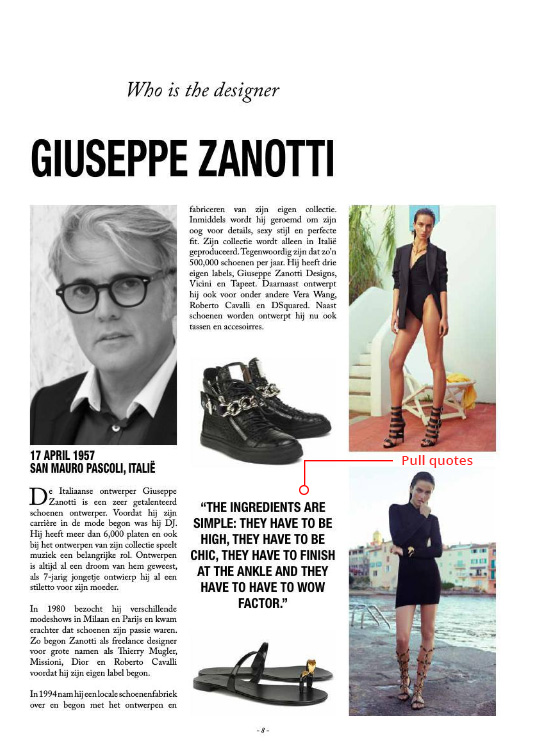 Who is the designer
GIUSEPPE ZANOTTI
17 APRIL 1957
SAN MAURO PASCOLI, ITALIË
De Italiaanse ontwerper Giuseppe
Zanotti is een zeer getalenteerd
schoenen ontwerper. Voordat hij zijn
carrière in de mode begon was hij DJ.
Hij heeft meer dan 6,000 platen en ook
bij het ontwerpen van zijn collectie speelt
muziek een belangrijke rol. Ontwerpen
is altijd al een droom van hem geweest,
als 7-jarig jongetje ontwierp hij al een
stiletto voor zijn moeder.
In 1980 bezocht hij verschillende
modeshows in Milaan en Parijs en kwam
erachter dat schoenen zijn passie waren.
Zo begon Zanotti als freelance designer
voor grote namen als Thierry Mugler,
Missioni, Dior en Roberto Cavalli
voordat hij zijn eigen label begon.
In 1994 nam hij een locale schoenenfabriek
over en begon met het ontwerpen en
fabriceren van zijn eigen collectie.
Inmiddels wordt hij geroemd om zijn
oog voor details, sexy stijl en perfecte
fit. Zijn collectie wordt alleen in Italië
geproduceerd. Tegenwoordig zijn dat zo'n
500,000 schoenen per jaar. Hij heeft drie
eigen labels, Giuseppe Zanotti Designs,
Vicini en Tapeet. Daarnaast ontwerpt
hij ook voor onder andere Vera Wang,
Roberto Cavalli en DSquared. Naast
schoenen worden ontwerpt hij nu ook
tassen en accesoirres.
Pull quotes
“THE INGREDIENTS ARE
SIMPLE: THEY HAVE TO BE
HIGH, THEY HAVE TO BE
CHIC, THEY HAVE TO FINISH
AT THE ANKLE AND THEY
HAVE TO HAVE TO WOW
FACTOR.”
- 8 -